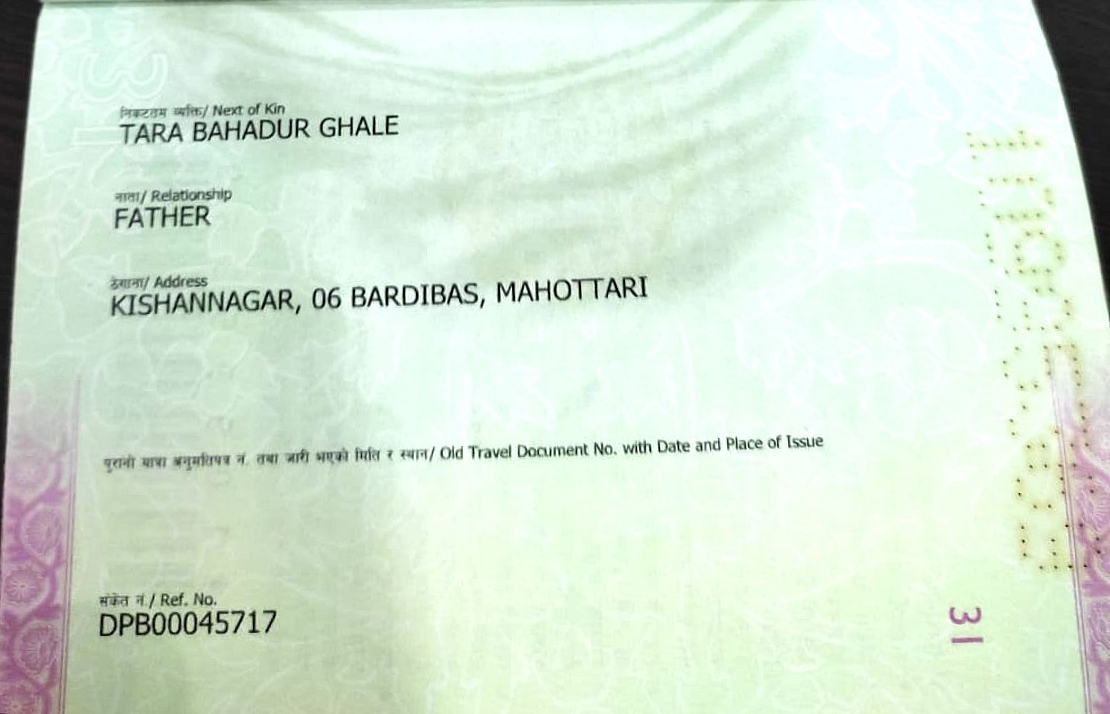 निकटतम व्यक्ति/ Next of Kin
TARA BAHADUR GHALE
नाता/ Relationship
FATHER
ठेगाना/ Address
KISHANNAGAR, 06 BARDIBAS, MAHOTTARI
पुरानो यात्रा अनुमतिपत्र नं. तथा जारी भएको मिति र स्थान/ Old Travel Document No. with Date and Place of Issue
संकेत नं./ Ref. No.
DPB00045717
31